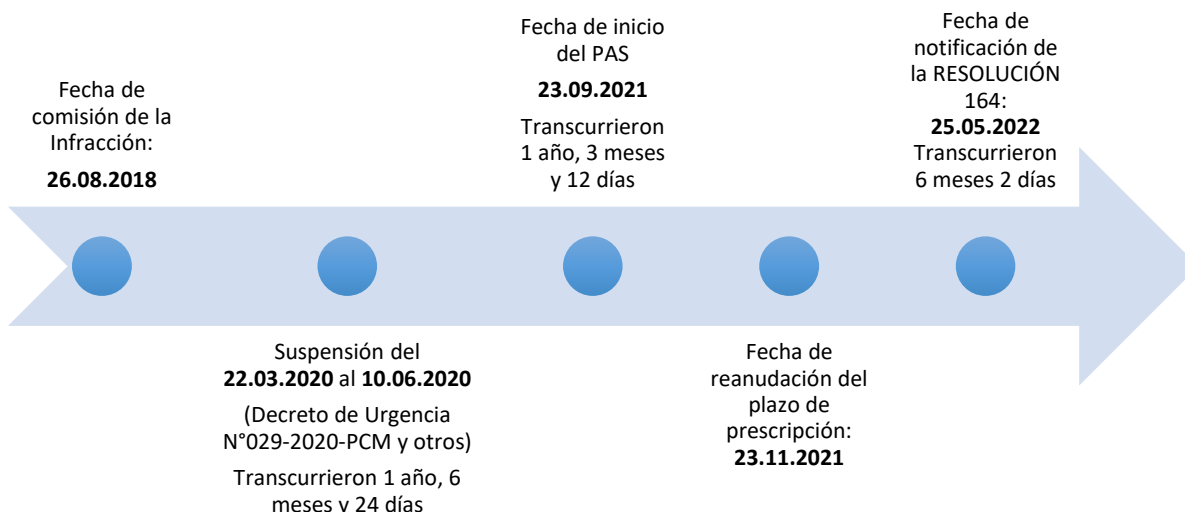 Fecha de
comisión de la
Infracción:
26.08.2018
Suspensión del
22.03.2020 al 10.06.2020
(Decreto de Urgencia
N°029-2020-PCM y otros)
Transcurrieron 1 año, 6
meses y 24 días
Fecha de inicio
del PAS
23.09.2021
Transcurrieron
1 año, 3 meses
y 12 días
Fecha de
reanudación del
plazo de
prescripción:
23.11.2021
Fecha de
notificación de
la RESOLUCIÓN
164:
25.05.2022
Transcurrieron
6 meses 2 días